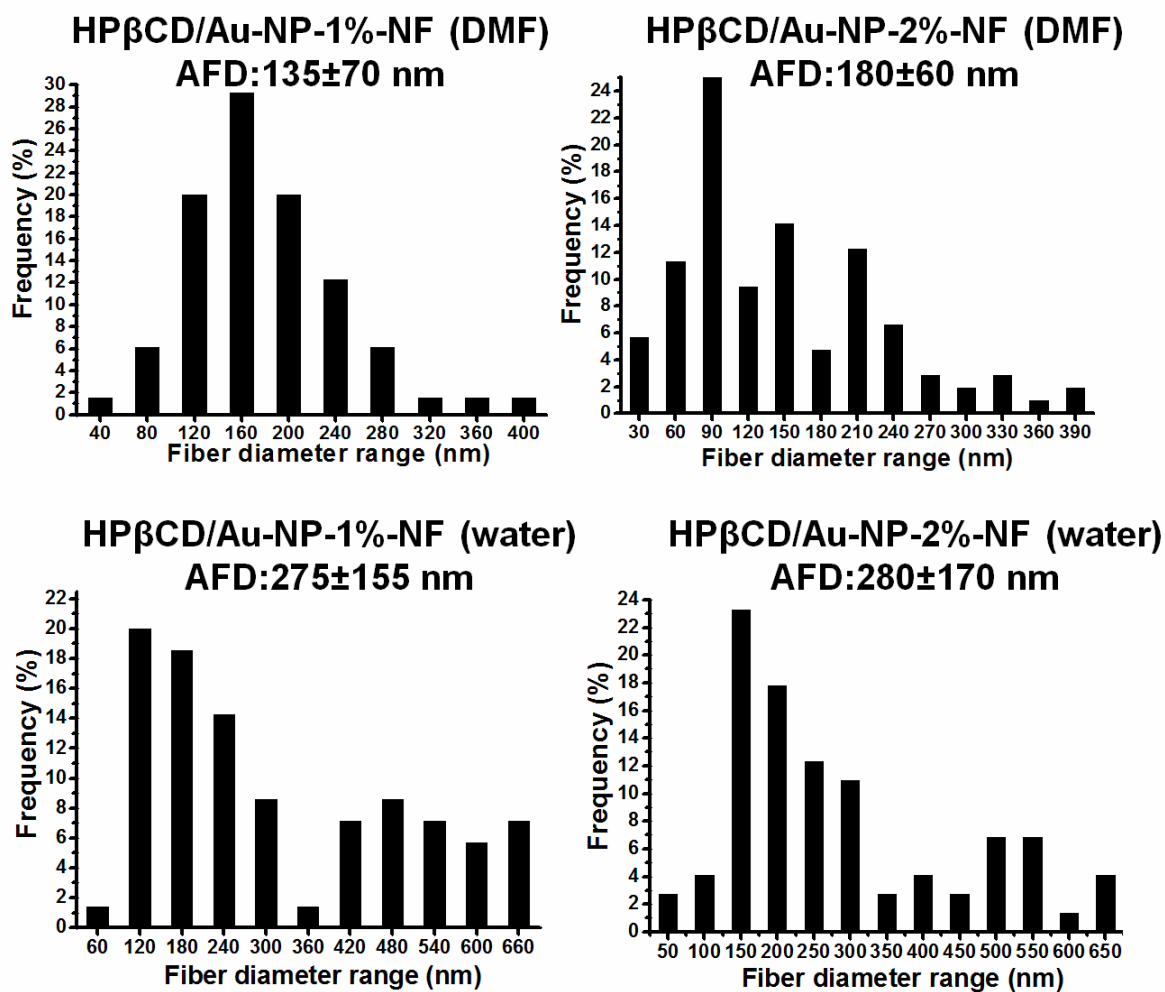 HPβCD/Au-NP-1%-NF (DMF)
AFD:135±70 nm
30
28
26
24
22
20
18
16
14
12
10
8
6
4
2
0
Frequency (%)
40 80 120 160 200 240 280 320 360 400
Fiber diameter range (nm)
HPβCD/Au-NP-2%-NF (DMF)
AFD:180±60 nm
24
22
20
18
16
14
12
10
8
6
4
2
0
Frequency (%)
30 60 90 120 150 180 210 240 270 300 330 360 390
Fiber diameter range (nm)
HPβCD/Au-NP-1%-NF (water)
AFD:275±155 nm
22
20
18
16
14
12
10
8
6
4
2
0
Frequency (%)
60 120 180 240 300 360 420 480 540 600 660
Fiber diameter range (nm)
HPβCD/Au-NP-2%-NF (water)
AFD:280±170 nm
24
22
20
18
16
14
12
10
8
6
4
2
0
Frequency (%)
50 100 150 200 250 300 350 400 450 500 550 600 650
Fiber diameter range (nm)